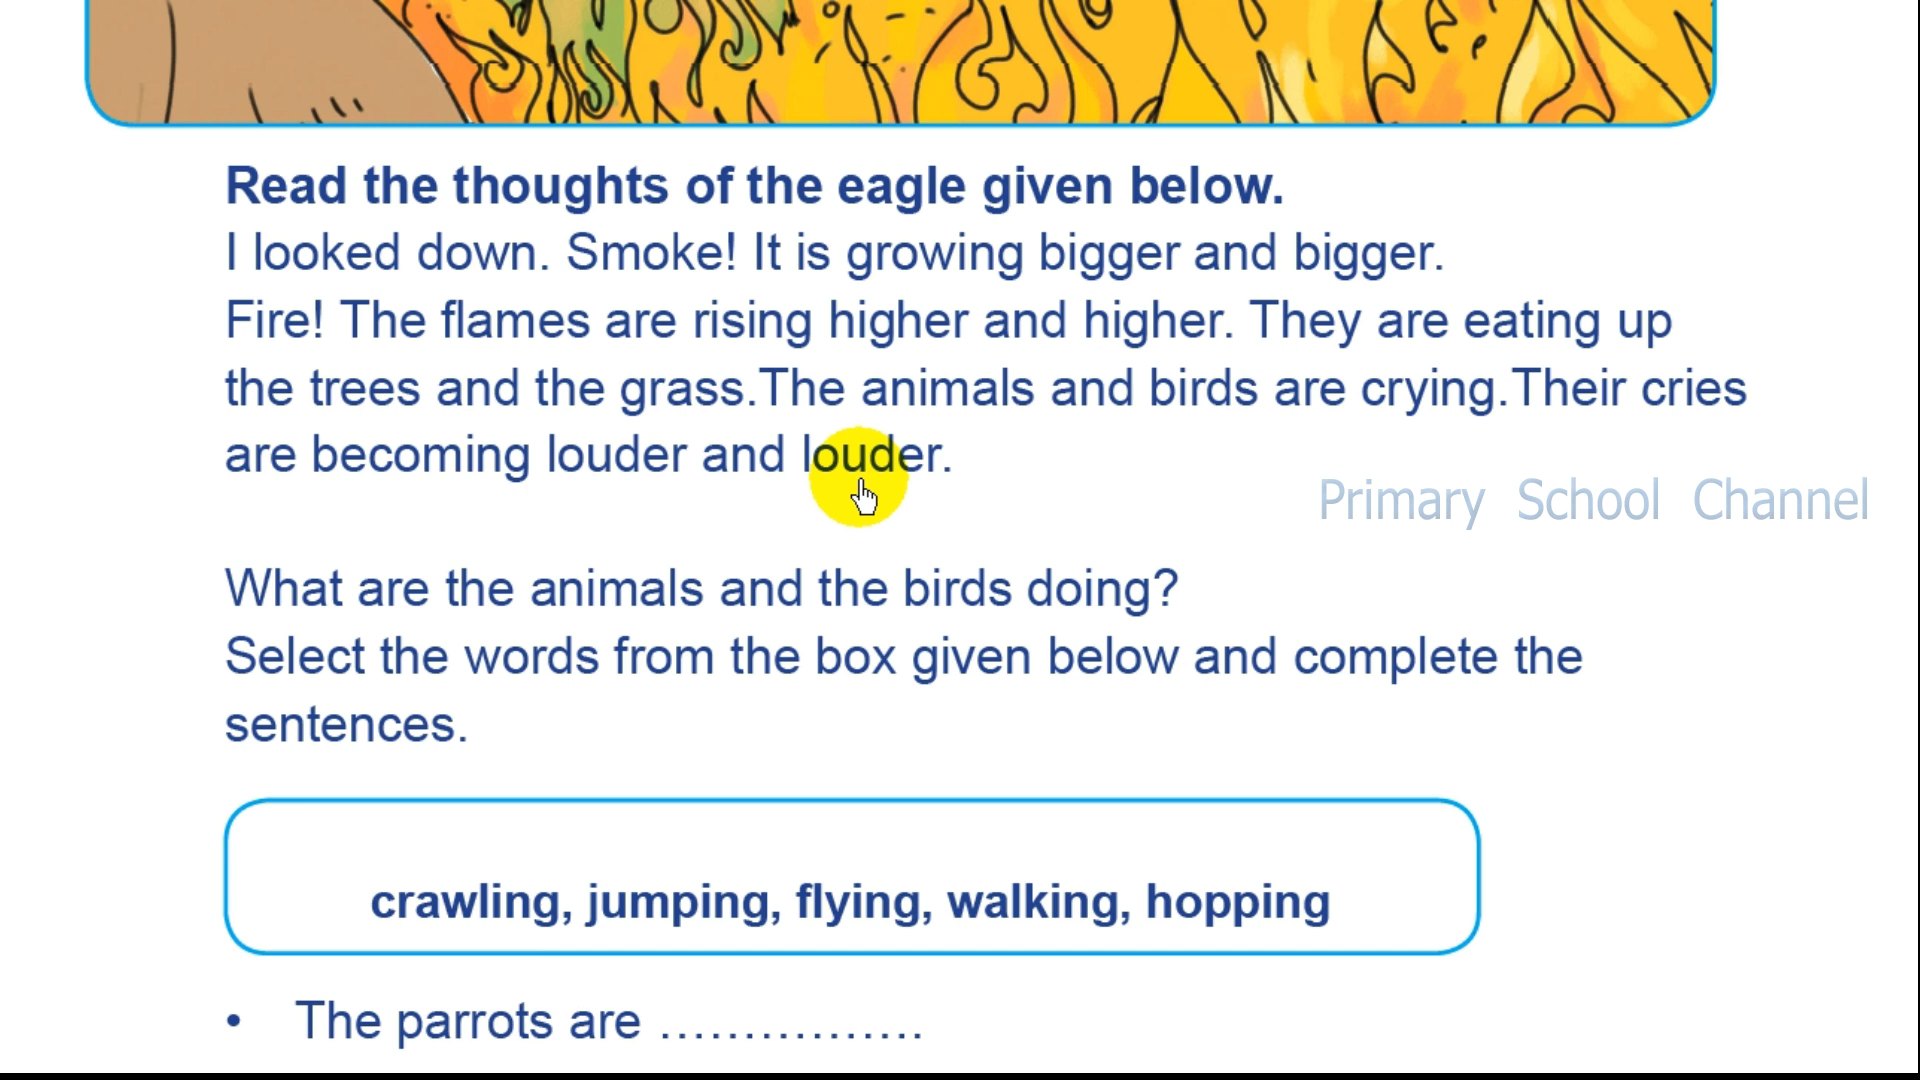 Read the thoughts of the eagle given below.
I looked down. Smoke! It is growing bigger and bigger.
Fire! The flames are rising higher and higher. They are eating up
the trees and the grass.The animals and birds are crying.Their cries
are becoming louder and louder.
Primary School Channel
What are the animals and the birds doing?
Select the words from the box given below and complete the
sentences.
crawling, jumping, flying, walking, hopping
• The parrots are ................